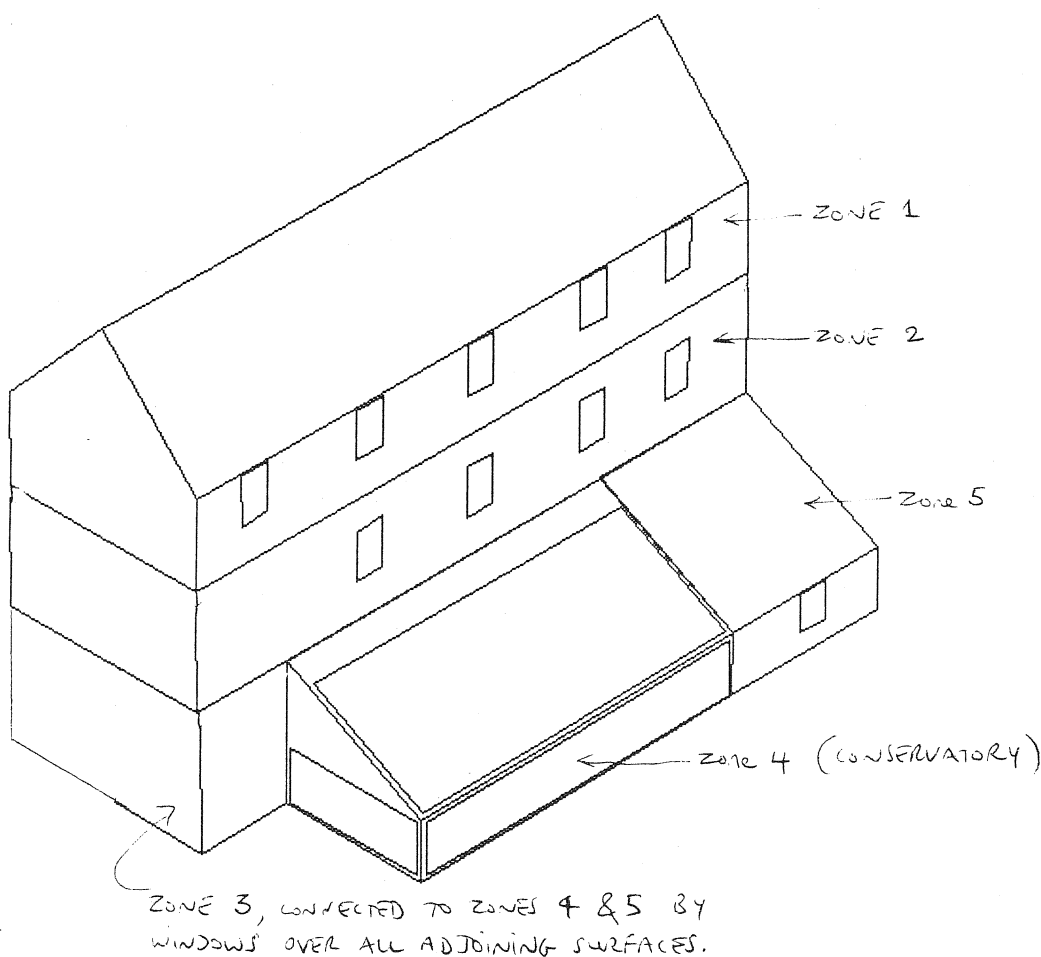 ZONE 1
ZONE 2
Zone 5
Zone 4 (CONSERVATORY)
ZONE 3, CONNECTED TO ZONES 4 & 5 BY
WINDOWS OVER ALL ADJOINING SURFACES.